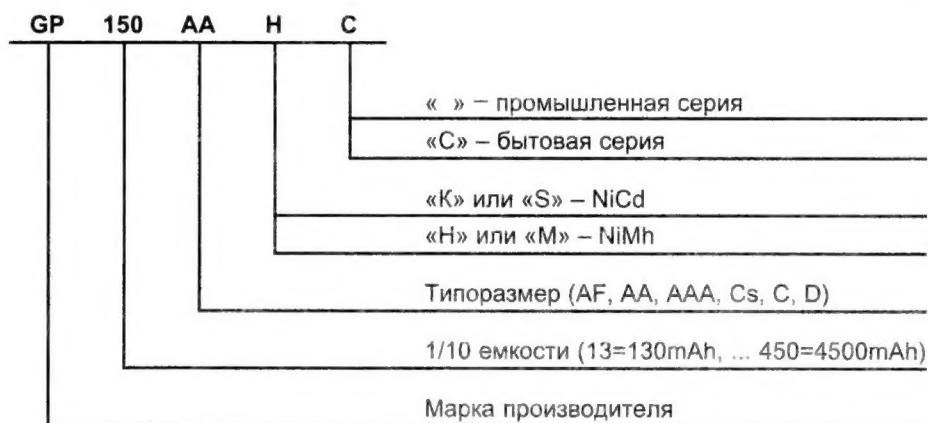 GP 150 AA H C
« » – промышленная серия
«С» – бытовая серия
«К» или «S» – NiCd
«Н» или «М» – NiMh
Типоразмер (AF, AA, AAA, Cs, C, D)
1/10 емкости (13=130mAh, ... 450=4500mAh)
Марка производителя